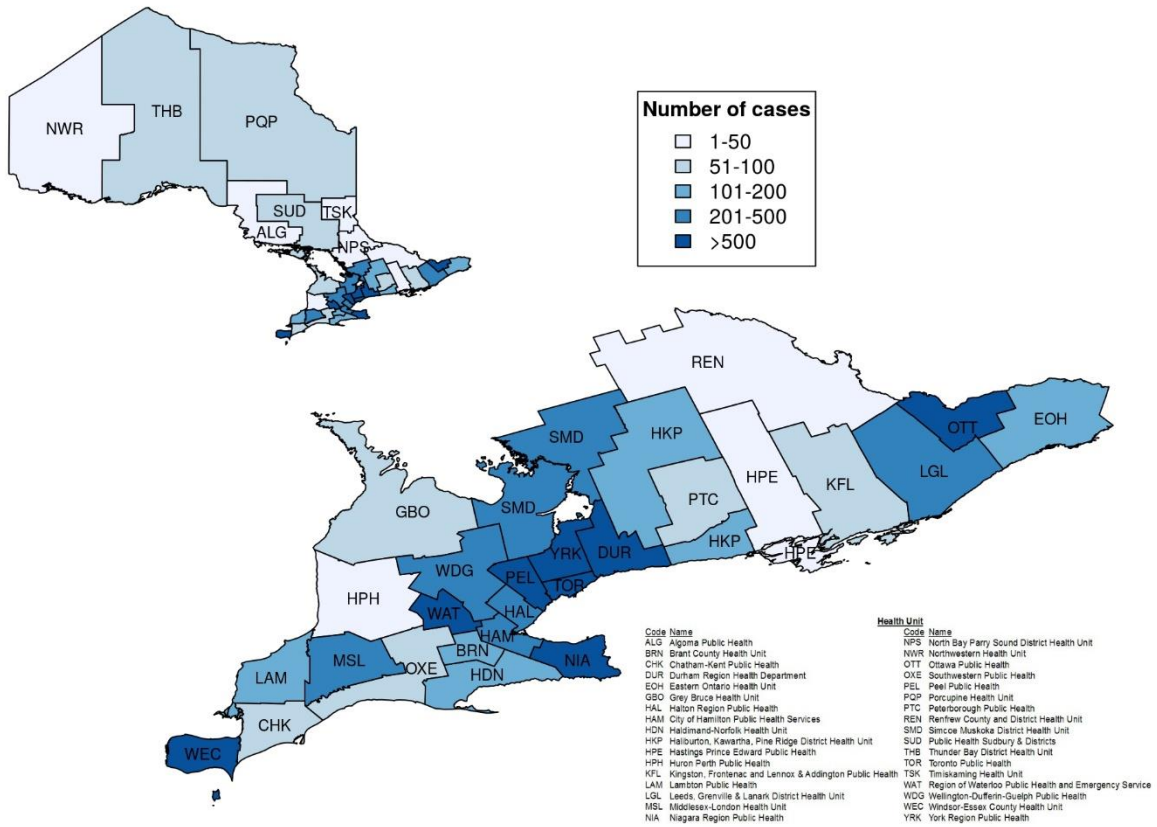 NWR
THB
PQP
SUD
TSK
ALG
NPS
Number of cases
1-50
51-100
101-200
201-500
>500
REN
SMD
HKP
OTT
EOH
HPE
LGL
KFL
PTC
GBO
SMD
YRK
DUR
HKP
HPE
WDG
PEL
TOR
HPH
WAT
HAL
HAM
MSL
BRN
NIA
OXE
LAM
HDN
CHK
WEC
Health Unit
Code Name
ALG Algoma Public Health
BRN Brant County Health Unit
CHK Chatham-Kent Public Health
DUR Durham Region Health Department
EOH Eastern Ontario Health Unit
GBO Grey Bruce Health Unit
HAL Halton Region Public Health
HAM City of Hamilton Public Health Services
HDN Haldimand-Norfolk Health Unit
HKP Haliburton, Kawartha, Pine Ridge District Health Unit
HPE Hastings Prince Edward Public Health
HPH Huron Perth Public Health
KFL Kingston, Frontenac and Lennox & Addington Public Health
LAM Lambton Public Health
LGL Leeds, Grenville & Lanark District Health Unit
MSL Middlesex-London Health Unit
NIA Niagara Region Public Health
Code Name
NPS North Bay Parry Sound District Health Unit
NWR Northwestern Health Unit
OTT Ottawa Public Health
OXE Southwestern Public Health
PEL Peel Public Health
PQP Porcupine Health Unit
PTC Peterborough Public Health
REN Renfrew County and District Health Unit
SMD Simcoe Muskoka District Health Unit
SUD Public Health Sudbury & Districts
THB Thunder Bay District Health Unit
TOR Toronto Public Health
TSK Timiskaming Health Unit
WAT Region of Waterloo Public Health and Emergency Service
WDG Wellington-Dufferin-Guelph Public Health
WEC Windsor-Essex County Health Unit
YRK York Region Public Health